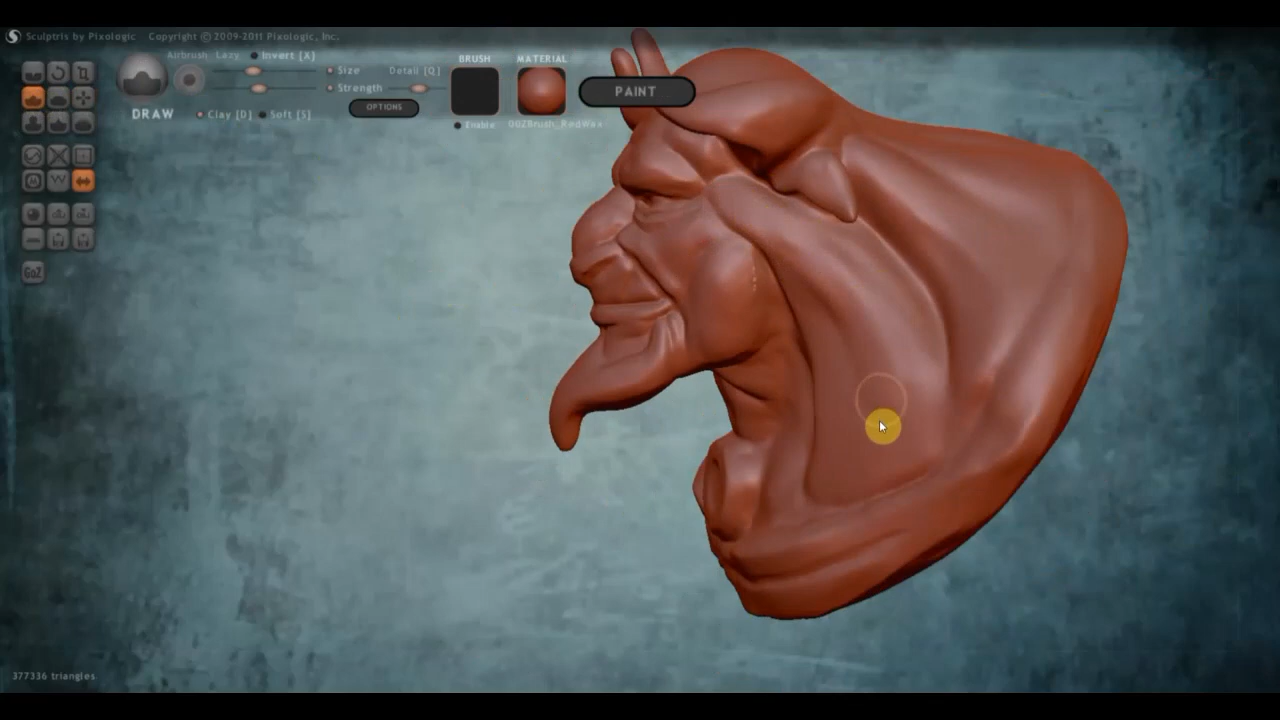 Sculptris by Pixologic Copyright © 2009-2011 Pixologic, Inc.
Airbrush Lazy Invert [X]
Size Detail [Q]
Strength
OPTIONS
DRAW Clay [D] Soft [S]
BRUSH
Enable
MATERIAL
00ZBrush_RedWax
PAINT
GoZ
377336 triangles